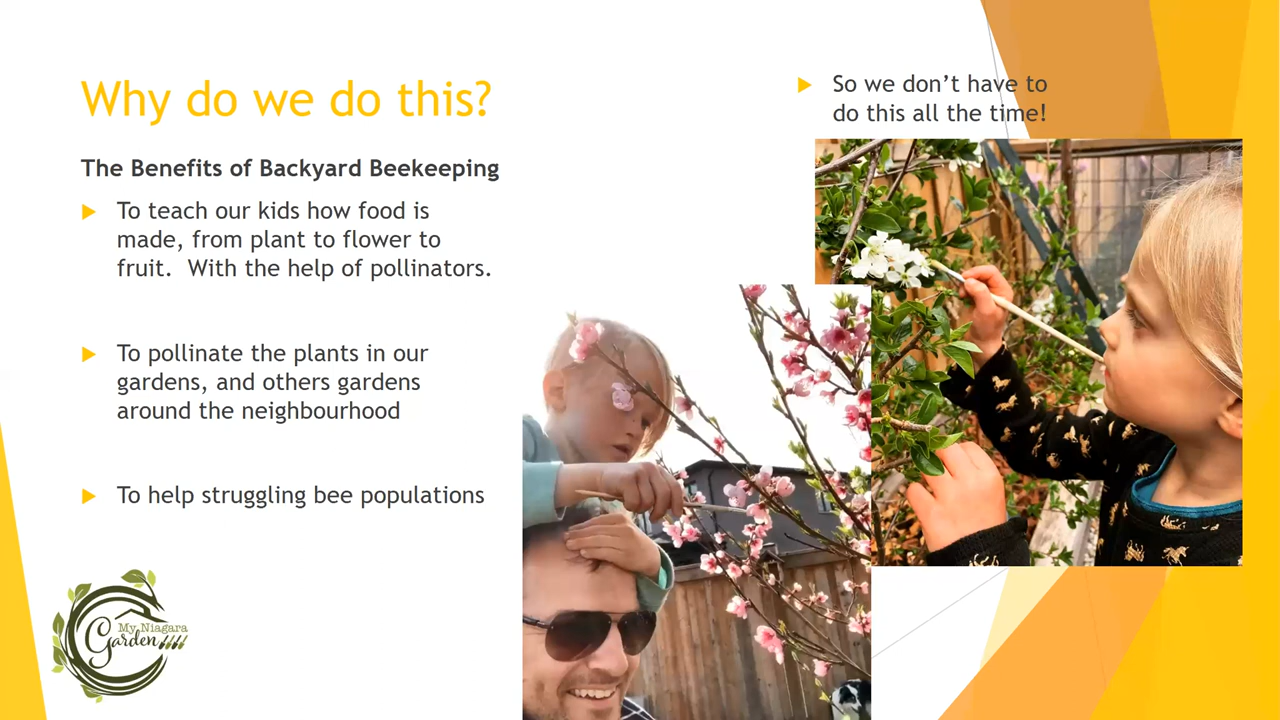 Why do we do this?
The Benefits of Backyard Beekeeping
To teach our kids how food is
made, from plant to flower to
fruit.  With the help of pollinators.
To pollinate the plants in our
gardens, and others gardens
around the neighbourhood
To help struggling bee populations
So we don’t have to
do this all the time!
My Niagara
Garden